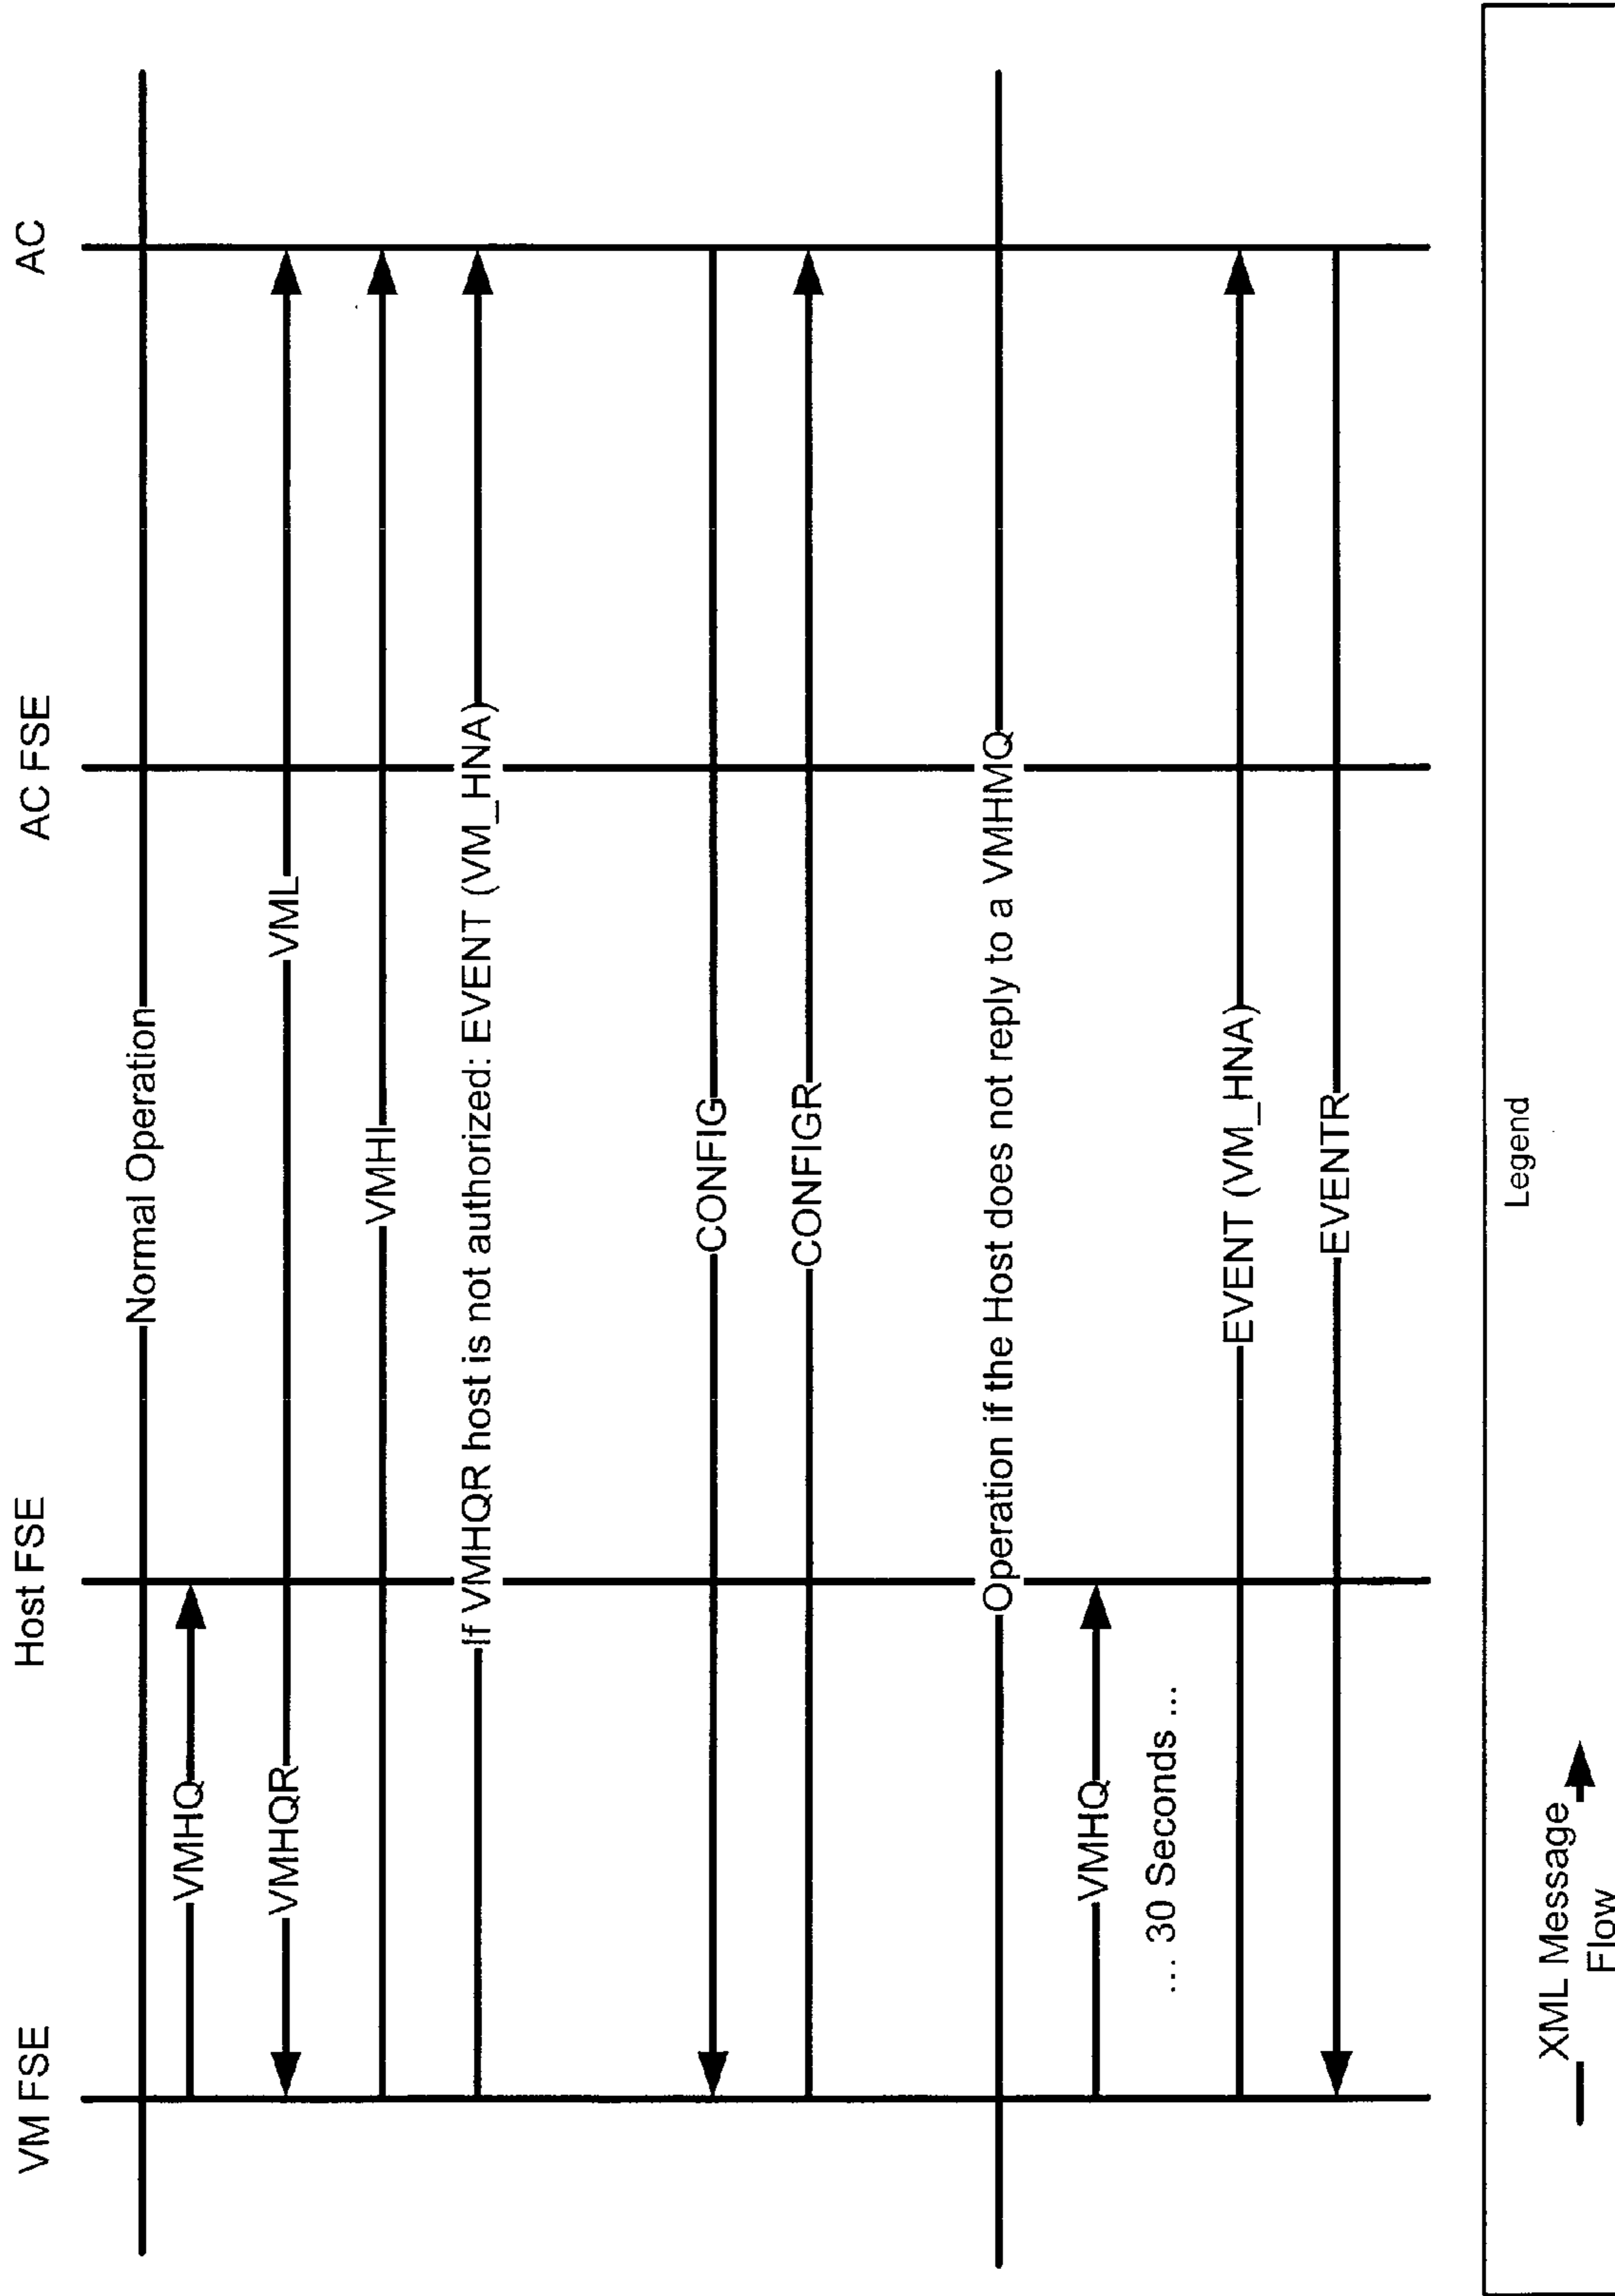 VM FSE
Host FSE
AC FSE
AC
Normal Operation
VMHQ
VMHQR
VML
VMHI
If VMHQR host is not authorized: EVENT (VM_HNA)
CONFIG
CONFIGR
Operation if the Host does not reply to a VMHMQ
VMHQ
... 30 Seconds ...
EVENT (VM_HNA)
EVENTR
Legend
XML Message
Flow